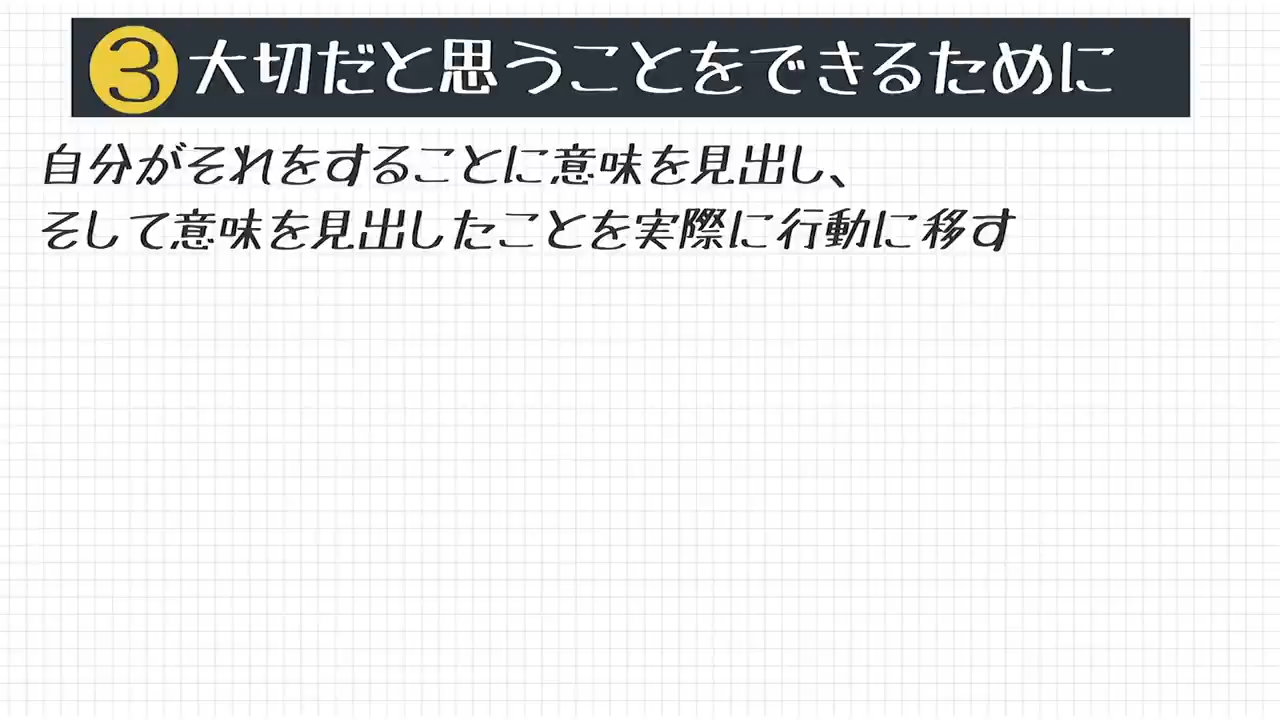 ③大切だと思うことをできるために
自分がそれをすることに意味を見出し、
そして意味を見出したことを実際に行動に移す